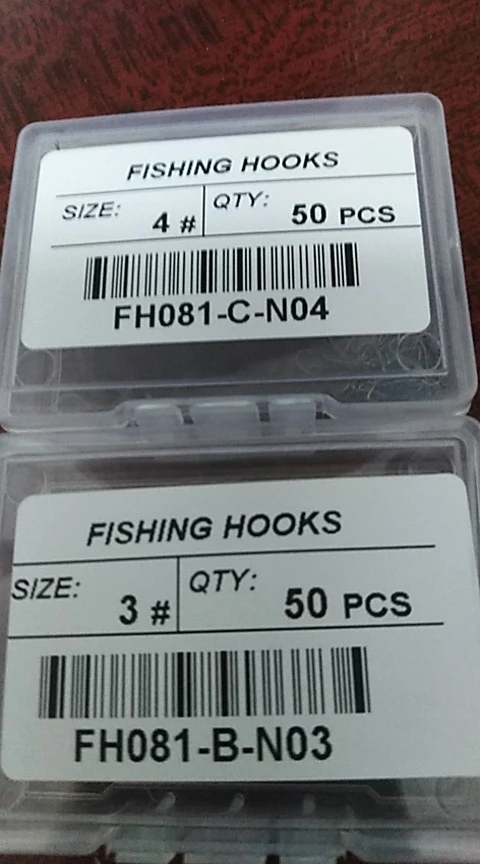 FISHING HOOKS
SIZE: 4 # QTY: 50 PCS
FH081-C-N04
FISHING HOOKS
SIZE: 3 # QTY: 50 PCS
FH081-B-N03